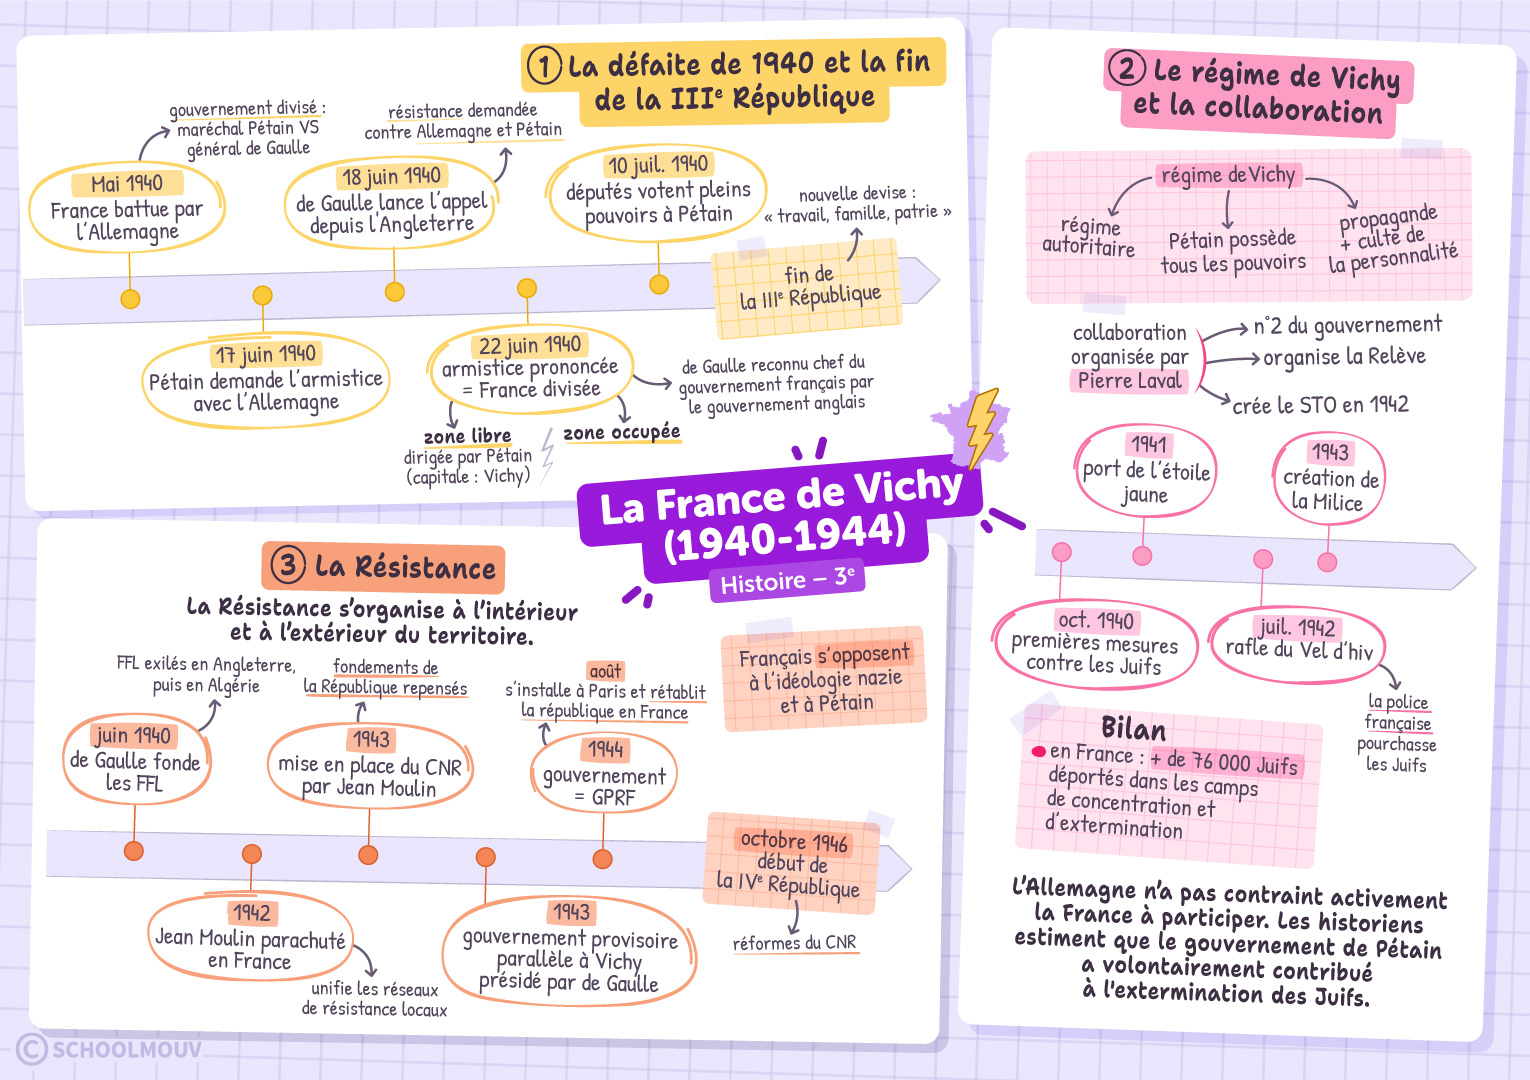 1 La défaite de 1940 et la fin
de la IIIe République
gouvernement divisé :
maréchal Pétain VS
général de Gaulle
résistance demandée
contre Allemagne et Pétain
Mai 1940
France battue par
l'Allemagne
18 juin 1940
de Gaulle lance l'appel
depuis l'Angleterre
10 juil. 1940
députés votent pleins
pouvoirs à Pétain
nouvelle devise :
« travail, famille, patrie »
fin de
la IIIe République
17 juin 1940
Pétain demande l'armistice
avec l'Allemagne
22 juin 1940
armistice prononcée
= France divisée
de Gaulle reconnu chef du
gouvernement français par
le gouvernement anglais
zone libre
dirigée par Pétain
(capitale : Vichy)
zone occupée
La France de Vichy
(1940-1944)
Histoire – 3e
2 Le régime de Vichy
et la collaboration
régime de Vichy
régime
autoritaire
Pétain possède
tous les pouvoirs
propagande
+ culte de
la personnalité
collaboration
organisée par
Pierre Laval
n°2 du gouvernement
organise la Relève
crée le STO en 1942
1941
port de l'étoile
jaune
1943
création de
la Milice
oct. 1940
premières mesures
contre les Juifs
juil. 1942
rafle du Vel d'hiv
la police
française
pourchasse
les Juifs
Bilan
en France : + de 76 000 Juifs
déportés dans les camps
de concentration et
d'extermination
L'Allemagne n'a pas contraint activement
la France à participer. Les historiens
estiment que le gouvernement de Pétain
a volontairement contribué
à l'extermination des Juifs.
3 La Résistance
La Résistance s'organise à l'intérieur
et à l'extérieur du territoire.
Français s'opposent
à l'idéologie nazie
et à Pétain
FFL exilés en Angleterre,
puis en Algérie
fondements de
la République repensés
août
s'installe à Paris et rétablit
la république en France
juin 1940
de Gaulle fonde
les FFL
1943
mise en place du CNR
par Jean Moulin
1944
gouvernement
= GPRF
octobre 1946
début de
la IVe République
réformes du CNR
1942
Jean Moulin parachuté
en France
unifie les réseaux
de résistance locaux
1943
gouvernement provisoire
parallèle à Vichy
présidé par de Gaulle
© SCHOOLMOUV